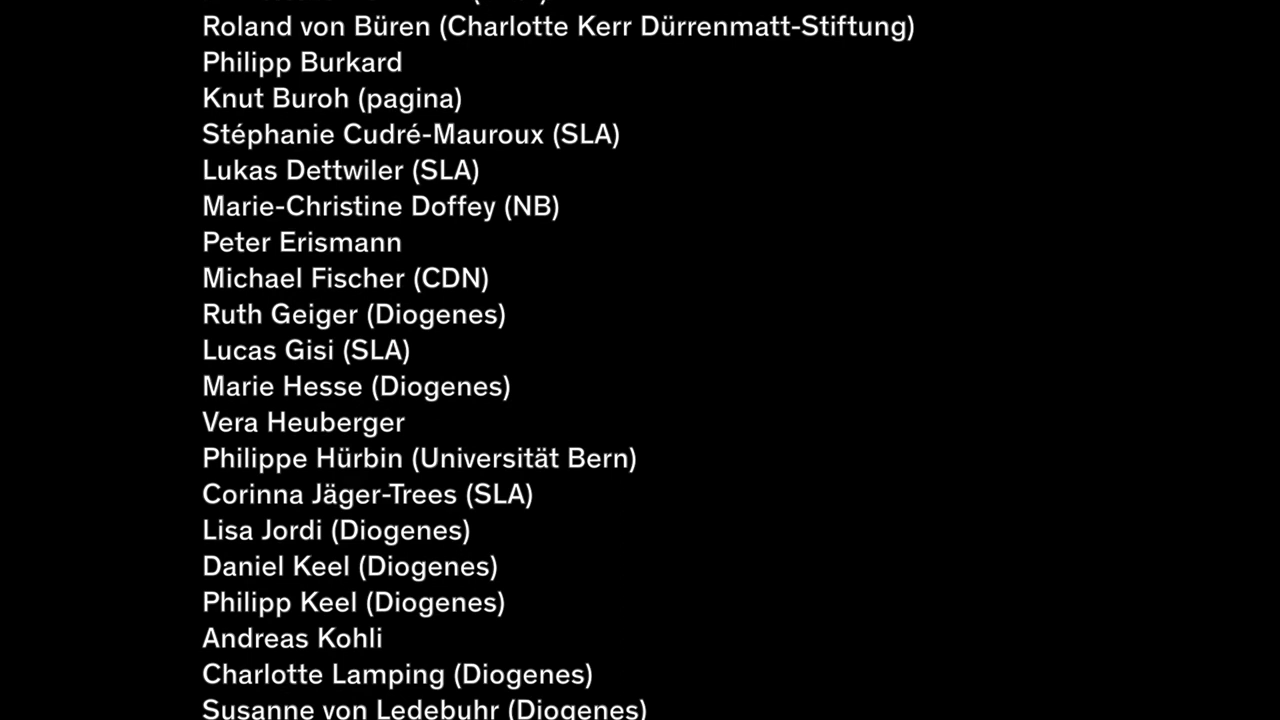 Roland von Büren (Charlotte Kerr Dürrenmatt-Stiftung)
Philipp Burkard
Knut Buroh (pagina)
Stéphanie Cudré-Mauroux (SLA)
Lukas Dettwiler (SLA)
Marie-Christine Doffey (NB)
Peter Erismann
Michael Fischer (CDN)
Ruth Geiger (Diogenes)
Lucas Gisi (SLA)
Marie Hesse (Diogenes)
Vera Heuberger
Philippe Hürbin (Universität Bern)
Corinna Jäger-Trees (SLA)
Lisa Jordi (Diogenes)
Daniel Keel (Diogenes)
Philipp Keel (Diogenes)
Andreas Kohli
Charlotte Lamping (Diogenes)
Susanne von Ledebuhr (Diogenes)